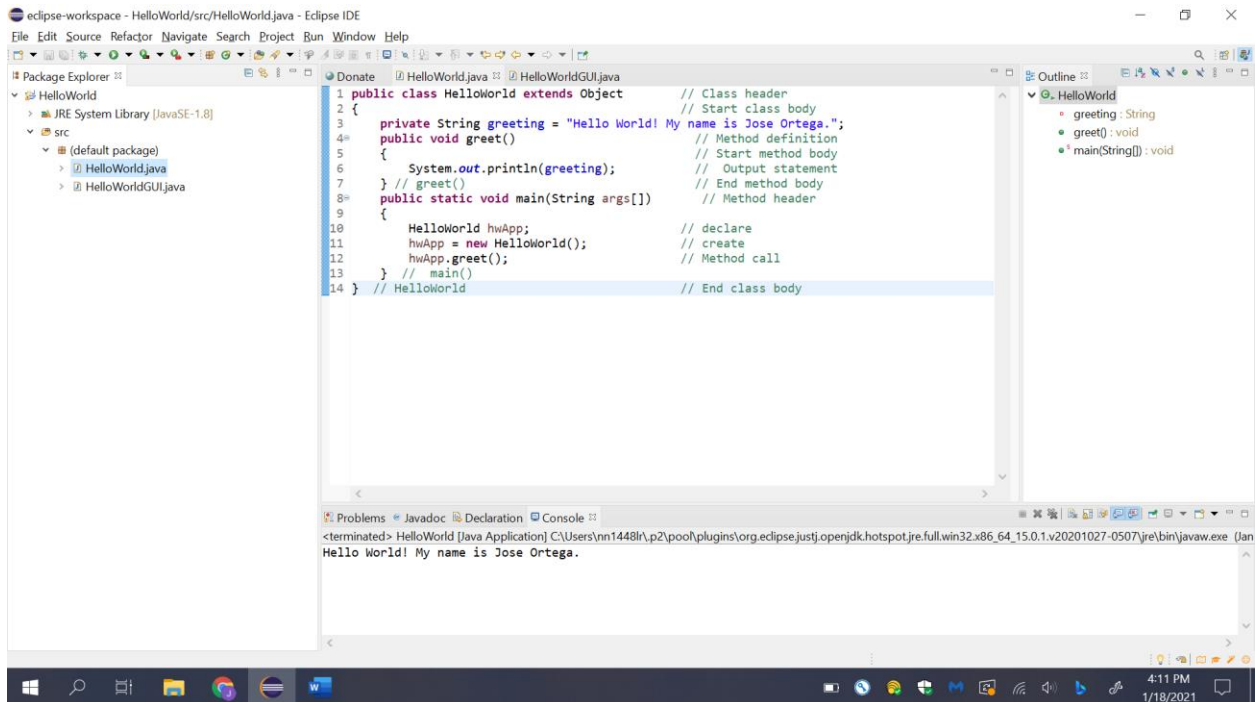 eclipse-workspace - HelloWorld/src/HelloWorld.java - Eclipse IDE
File Edit Source Refactor Navigate Search Project Run Window Help
Package Explorer
HelloWorld
JRE System Library [JavaSE-1.8]
src
(default package)
HelloWorld.java
HelloWorldGUI.java
Donate HelloWorld.java HelloWorldGUI.java
1 public class HelloWorld extends Object // Class header
2 { // Start class body
3 private String greeting = "Hello World! My name is Jose Ortega.";
4 public void greet() // Method definition
5 { // Start method body
6 System.out.println(greeting); // Output statement
7 } // greet() // End method body
8 public static void main(String args[]) // Method header
9 {
10 HelloWorld hwApp; // declare
11 hwApp = new HelloWorld(); // create
12 hwApp.greet(); // Method call
13 } // main()
14 } // HelloWorld // End class body
Outline
HelloWorld
greeting : String
greet() : void
main(String[]) : void
Problems Javadoc Declaration Console
<terminated> HelloWorld [Java Application] C:\Users\nn1448lr\.p2\pool\plugins\org.eclipse.justj.openjdk.hotspot.jre.full.win32.x86_64_15.0.1.v20201027-0507\jre\bin\javaw.exe (Jan
Hello World! My name is Jose Ortega.
4:11 PM
1/18/2021